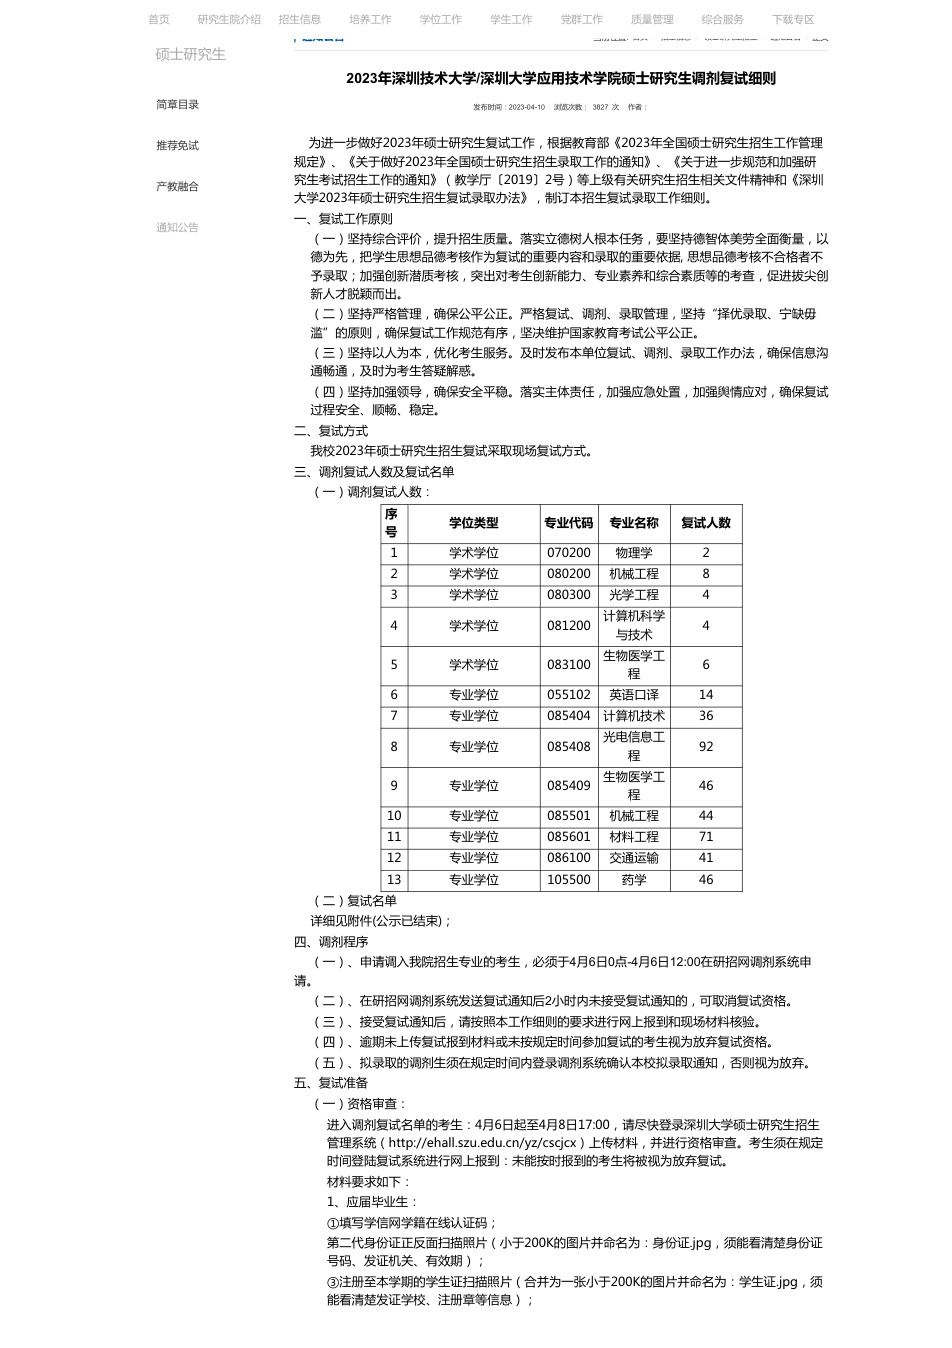 首页 研究生院介绍 招生信息 培养工作 学位工作 学生工作 党群工作 质量管理 综合服务 下载专区
硕士研究生
简章目录
推荐免试
产教融合
通知公告
2023年深圳技术大学/深圳大学应用技术学院硕士研究生调剂复试细则
发布时间：2023-04-10 浏览次数： 3827 次 作者：
为进一步做好2023年硕士研究生复试工作，根据教育部《2023年全国硕士研究生招生工作管理
规定》、《关于做好2023年全国硕士研究生招生录取工作的通知》、《关于进一步规范和加强研
究生考试招生工作的通知》（教学厅〔2019〕2号）等上级有关研究生招生相关文件精神和《深圳
大学2023年硕士研究生招生复试录取办法》，制订本招生复试录取工作细则。
一、复试工作原则
（一）坚持综合评价，提升招生质量。落实立德树人根本任务，要坚持德智体美劳全面衡量，以
德为先，把学生思想品德考核作为复试的重要内容和录取的重要依据, 思想品德考核不合格者不
予录取；加强创新潜质考核，突出对考生创新能力、专业素养和综合素质等的考查，促进拔尖创
新人才脱颖而出。
（二）坚持严格管理，确保公平公正。严格复试、调剂、录取管理，坚持“择优录取、宁缺毋
滥”的原则，确保复试工作规范有序，坚决维护国家教育考试公平公正。
（三）坚持以人为本，优化考生服务。及时发布本单位复试、调剂、录取工作办法，确保信息沟
通畅通，及时为考生答疑解惑。
（四）坚持加强领导，确保安全平稳。落实主体责任，加强应急处置，加强舆情应对，确保复试
过程安全、顺畅、稳定。
二、复试方式
我校2023年硕士研究生招生复试采取现场复试方式。
三、调剂复试人数及复试名单
（一）调剂复试人数：
序
号 学位类型 专业代码 专业名称 复试人数
1 学术学位 070200 物理学 2
2 学术学位 080200 机械工程 8
3 学术学位 080300 光学工程 4
4 学术学位 081200 计算机科学
与技术 4
5 学术学位 083100 生物医学工
程 6
6 专业学位 055102 英语口译 14
7 专业学位 085404 计算机技术 36
8 专业学位 085408 光电信息工
程 92
9 专业学位 085409 生物医学工
程 46
10 专业学位 085501 机械工程 44
11 专业学位 085601 材料工程 71
12 专业学位 086100 交通运输 41
13 专业学位 105500 药学 46
（二）复试名单
详细见附件(公示已结束)；
四、调剂程序
（一）、申请调入我院招生专业的考生，必须于4月6日0点-4月6日12:00在研招网调剂系统申
请。
（二）、在研招网调剂系统发送复试通知后2小时内未接受复试通知的，可取消复试资格。
（三）、接受复试通知后，请按照本工作细则的要求进行网上报到和现场材料核验。
（四）、逾期未上传复试报到材料或未按规定时间参加复试的考生视为放弃复试资格。
（五）、拟录取的调剂生须在规定时间内登录调剂系统确认本校拟录取通知，否则视为放弃。
五、复试准备
（一）资格审查：
进入调剂复试名单的考生：4月6日起至4月8日17:00，请尽快登录深圳大学硕士研究生招生
管理系统（http://ehall.szu.edu.cn/yz/cscjcx）上传材料，并进行资格审查。考生须在规定
时间登陆复试系统进行网上报到：未能按时报到的考生将被视为放弃复试。
材料要求如下：
1、应届毕业生：
①填写学信网学籍在线认证码；
第二代身份证正反面扫描照片（小于200K的图片并命名为：身份证.jpg，须能看清楚身份证
号码、发证机关、有效期）；
③注册至本学期的学生证扫描照片（合并为一张小于200K的图片并命名为：学生证.jpg，须
能看清楚发证学校、注册章等信息）；